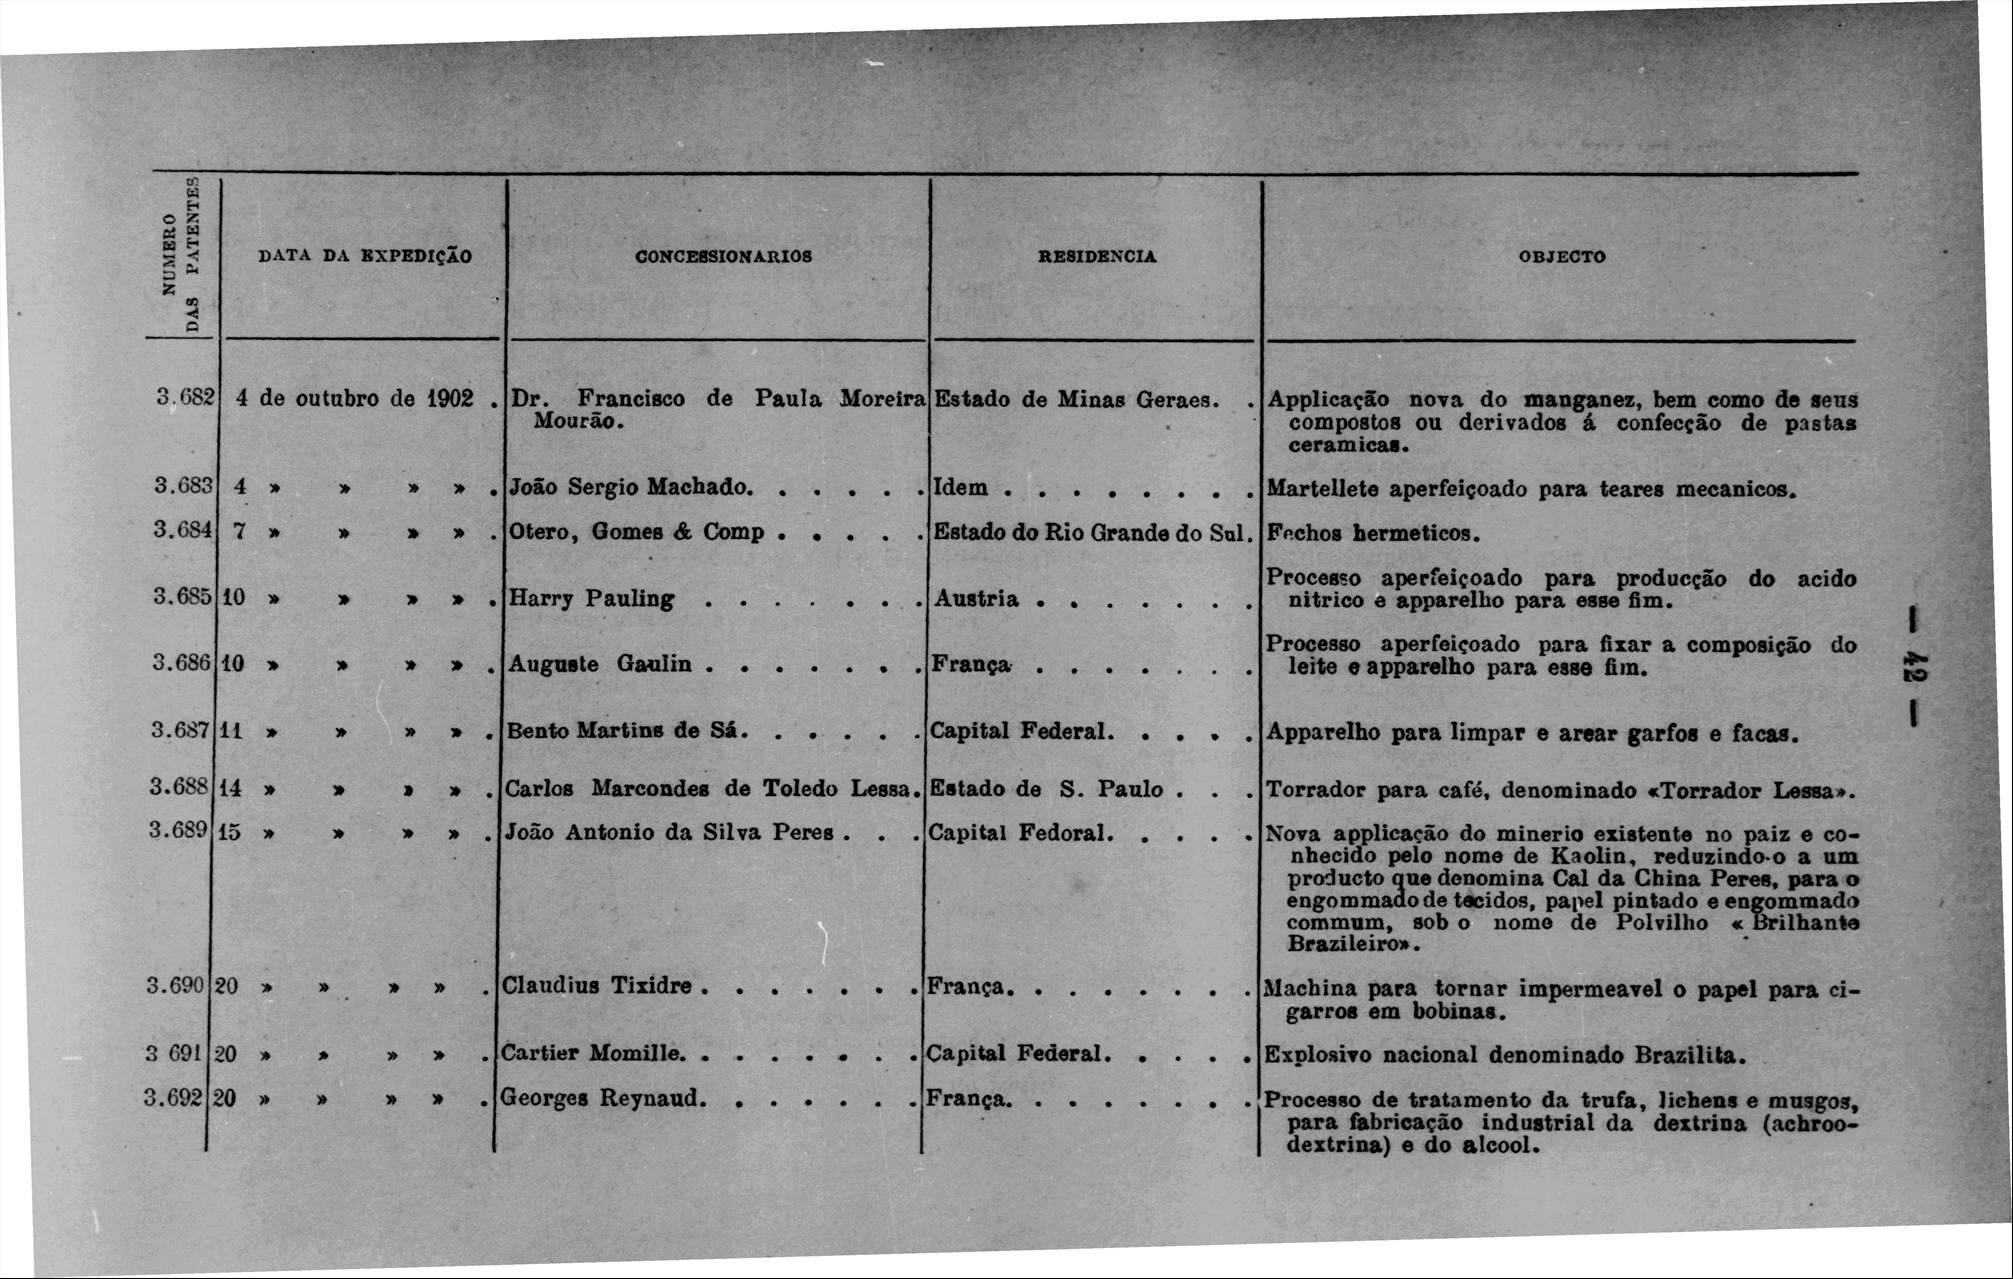 NUMERO
DAS PATENTES
DATA DA EXPEDIÇÃO
CONCESSIONARIOS
RESIDENCIA
OBJECTO
3.682 4 de outubro de 1902 . Dr. Francisco de Paula Moreira Estado de Minas Geraes. . Applicação nova do manganez, bem como de seus
Mourão. compostos ou derivados á confecção de pastas
ceramicas.
3.683 4 » » » » . João Sergio Machado. . . . . . Idem . . . . . . . . Martellete aperfeiçoado para teares mecanicos.
3.684 7 » » » » . Otero, Gomes & Comp . . . . . Estado do Rio Grande do Sul. Fechos hermeticos.
Processo aperfeiçoado para producção do acido
3.685 10 » » » » . Harry Pauling . . . . . . . Austria . . . . . . . nitrico e apparelho para esse fim.
Processo aperfeiçoado para fixar a composição do
3.686 10 » » » » . Auguste Gaulin . . . . . . . França . . . . . . . leite e apparelho para esse fim.
3.687 11 » » » » . Bento Martins de Sá. . . . . . Capital Federal. . . . . Apparelho para limpar e arear garfos e facas.
3.688 14 » » » » . Carlos Marcondes de Toledo Lessa. Estado de S. Paulo . . . Torrador para café, denominado «Torrador Lessa».
3.689 15 » » » » . João Antonio da Silva Peres . . . Capital Fedoral. . . . . Nova applicação do minerio existente no paiz e co-
nhecido pelo nome de Kaolin, reduzindo-o a um
producto que denomina Cal da China Peres, para o
engommado de tecidos, papel pintado e engommado
commum, sob o nome de Polvilho « Brilhante
Brazileiro».
3.690 20 » » » » . Claudius Tixidre . . . . . . . França. . . . . . . . Machina para tornar impermeavel o papel para ci-
garros em bobinas.
3 691 20 » » » » . Cartier Momille. . . . . . . . Capital Federal. . . . . Explosivo nacional denominado Brazilita.
3.692 20 » » » » . Georges Reynaud. . . . . . . França. . . . . . . . Processo de tratamento da trufa, lichens e musgos,
para fabricação industrial da dextrina (achroo-
dextrina) e do alcool.
— 42 —